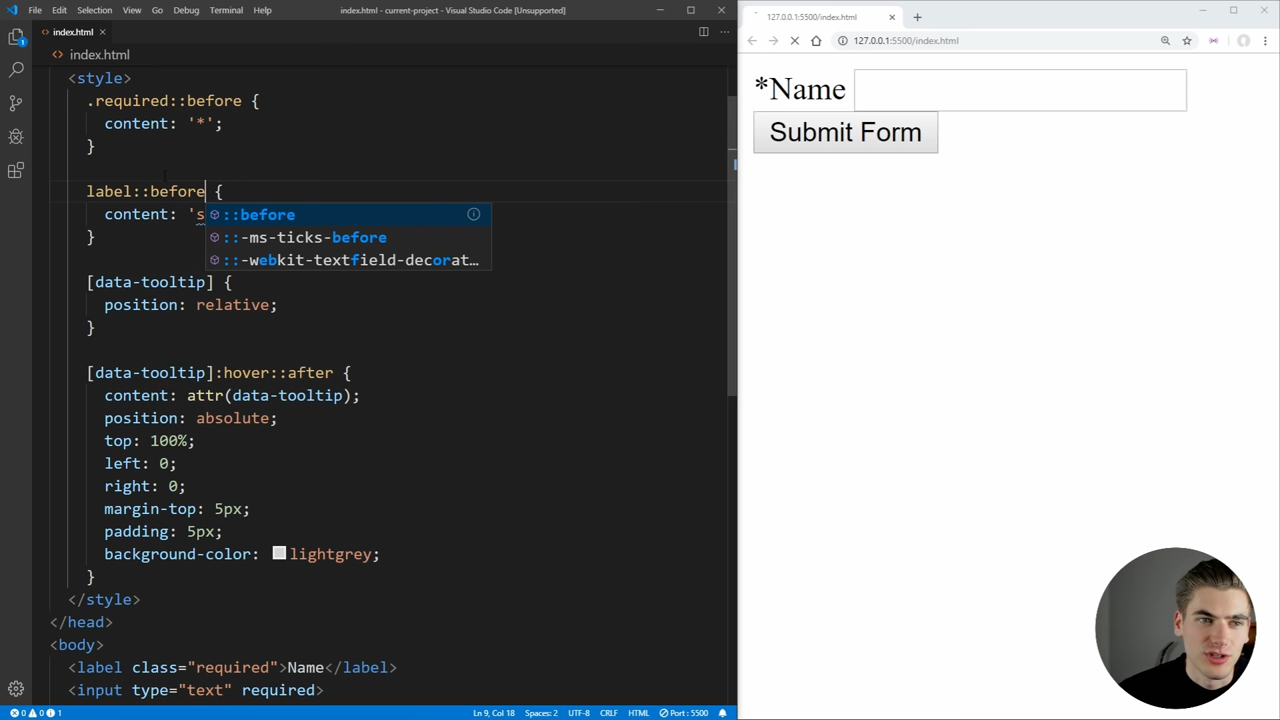 File Edit Selection View Go Debug Terminal Help
index.html - current-project - Visual Studio Code [Unsupported]
index.html
index.html
1
<style>
.required::before {
content: '*';
}
label::before {
content: 's
::before
::-ms-ticks-before
::-webkit-textfield-decorat...
}
[data-tooltip] {
position: relative;
}
[data-tooltip]:hover::after {
content: attr(data-tooltip);
position: absolute;
top: 100%;
left: 0;
right: 0;
margin-top: 5px;
padding: 5px;
background-color: lightgrey;
}
</style>
</head>
<body>
<label class="required">Name</label>
<input type="text" required>
0 0 1
Ln 9, Col 18 Spaces: 2 UTF-8 CRLF HTML Port : 5500
127.0.0.1:5500/index.html
127.0.0.1:5500/index.html
*Name
Submit Form